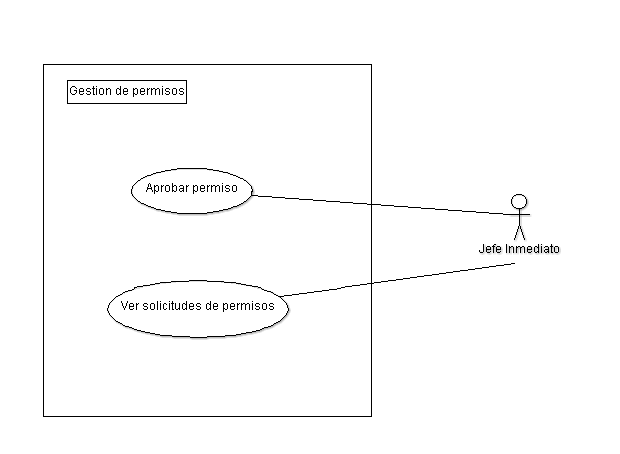 Gestion de permisos
Aprobar permiso
Jefe Inmediato
Ver solicitudes de permisos